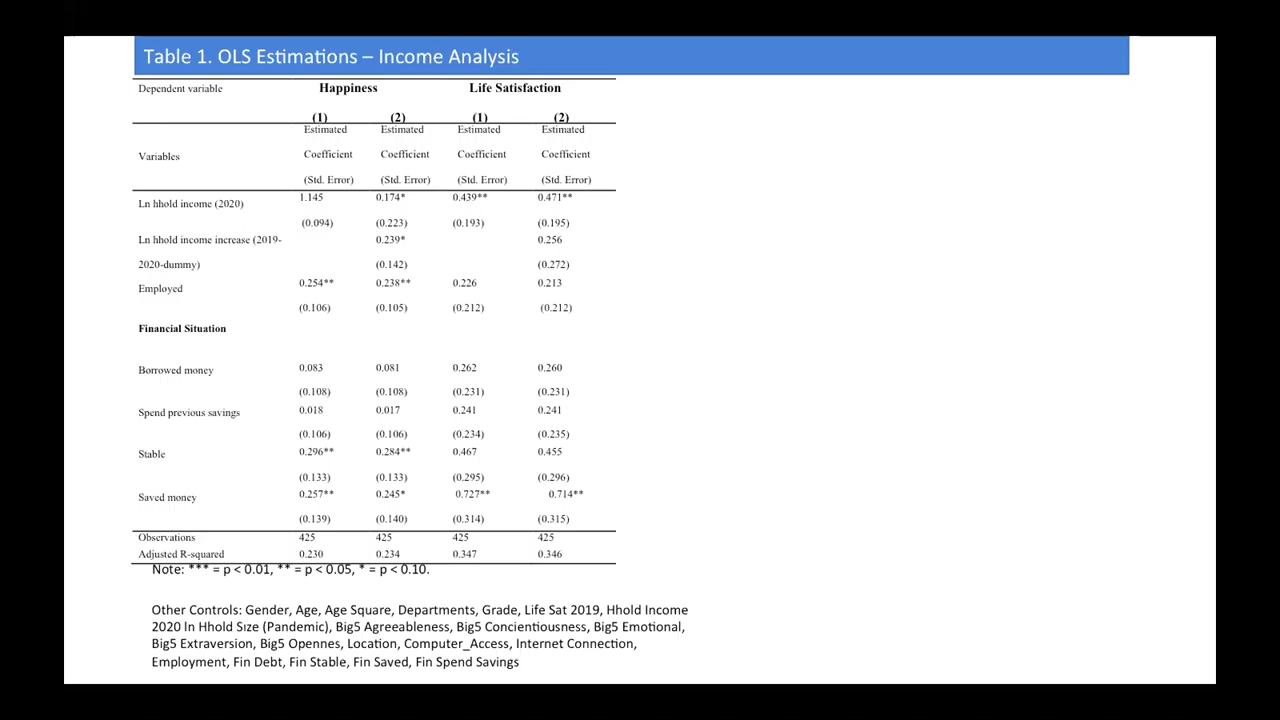 Table 1. OLS Estimations – Income Analysis
Dependent variable Happiness Life Satisfaction
(1) (2) (1) (2)
Estimated Estimated Estimated Estimated
Coefficient Coefficient Coefficient Coefficient
Variables
(Std. Error) (Std. Error) (Std. Error) (Std. Error)
Ln hhold income (2020) 1.145 0.174* 0.439** 0.471**
(0.094) (0.223) (0.193) (0.195)
Ln hhold income increase (2019- 0.239* 0.256
2020-dummy) (0.142) (0.272)
Employed 0.254** 0.238** 0.226 0.213
(0.106) (0.105) (0.212) (0.212)
Financial Situation
Borrowed money 0.083 0.081 0.262 0.260
(0.108) (0.108) (0.231) (0.231)
Spend previous savings 0.018 0.017 0.241 0.241
(0.106) (0.106) (0.234) (0.235)
Stable 0.296** 0.284** 0.467 0.455
(0.133) (0.133) (0.295) (0.296)
Saved money 0.257** 0.245* 0.727** 0.714**
(0.139) (0.140) (0.314) (0.315)
Observations 425 425 425 425
Adjusted R-squared 0.230 0.234 0.347 0.346
Note: *** = p < 0.01, ** = p < 0.05, * = p < 0.10.
Other Controls: Gender, Age, Age Square, Departments, Grade, Life Sat 2019, Hhold Income
2020 ln Hhold Size (Pandemic), Big5 Agreeableness, Big5 Concientiousness, Big5 Emotional,
Big5 Extraversion, Big5 Opennes, Location, Computer_Access, Internet Connection,
Employment, Fin Debt, Fin Stable, Fin Saved, Fin Spend Savings